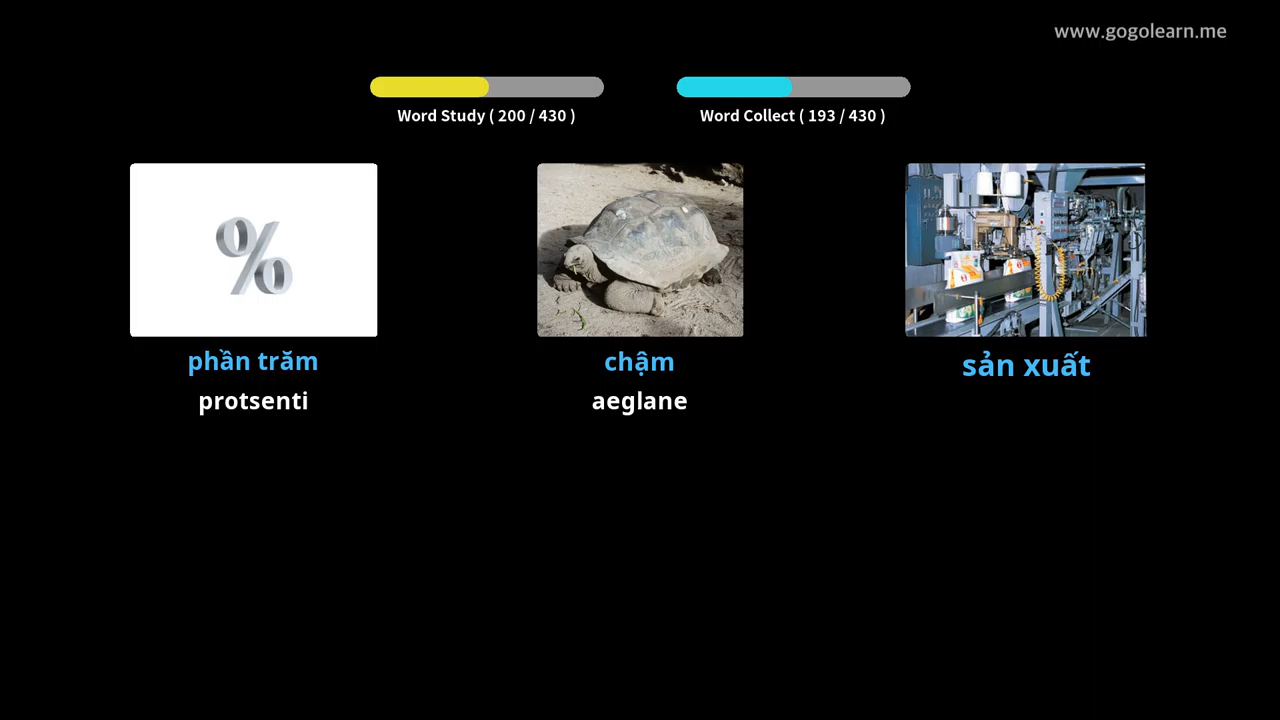 www.gogolearn.me
Word Study ( 200 / 430 )
Word Collect ( 193 / 430 )
%
phần trăm
protsenti
chậm
aeglane
sản xuất